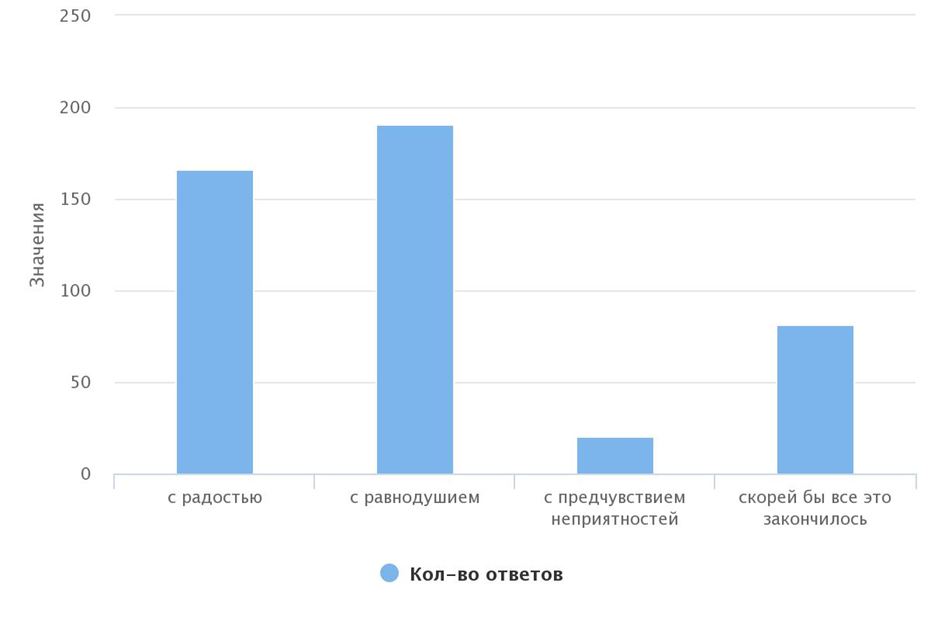 250
200
150
100
50
0
Значения
с радостью
с равнодушием
с предчувствием
неприятностей
скорей бы все это
закончилось
Кол-во ответов